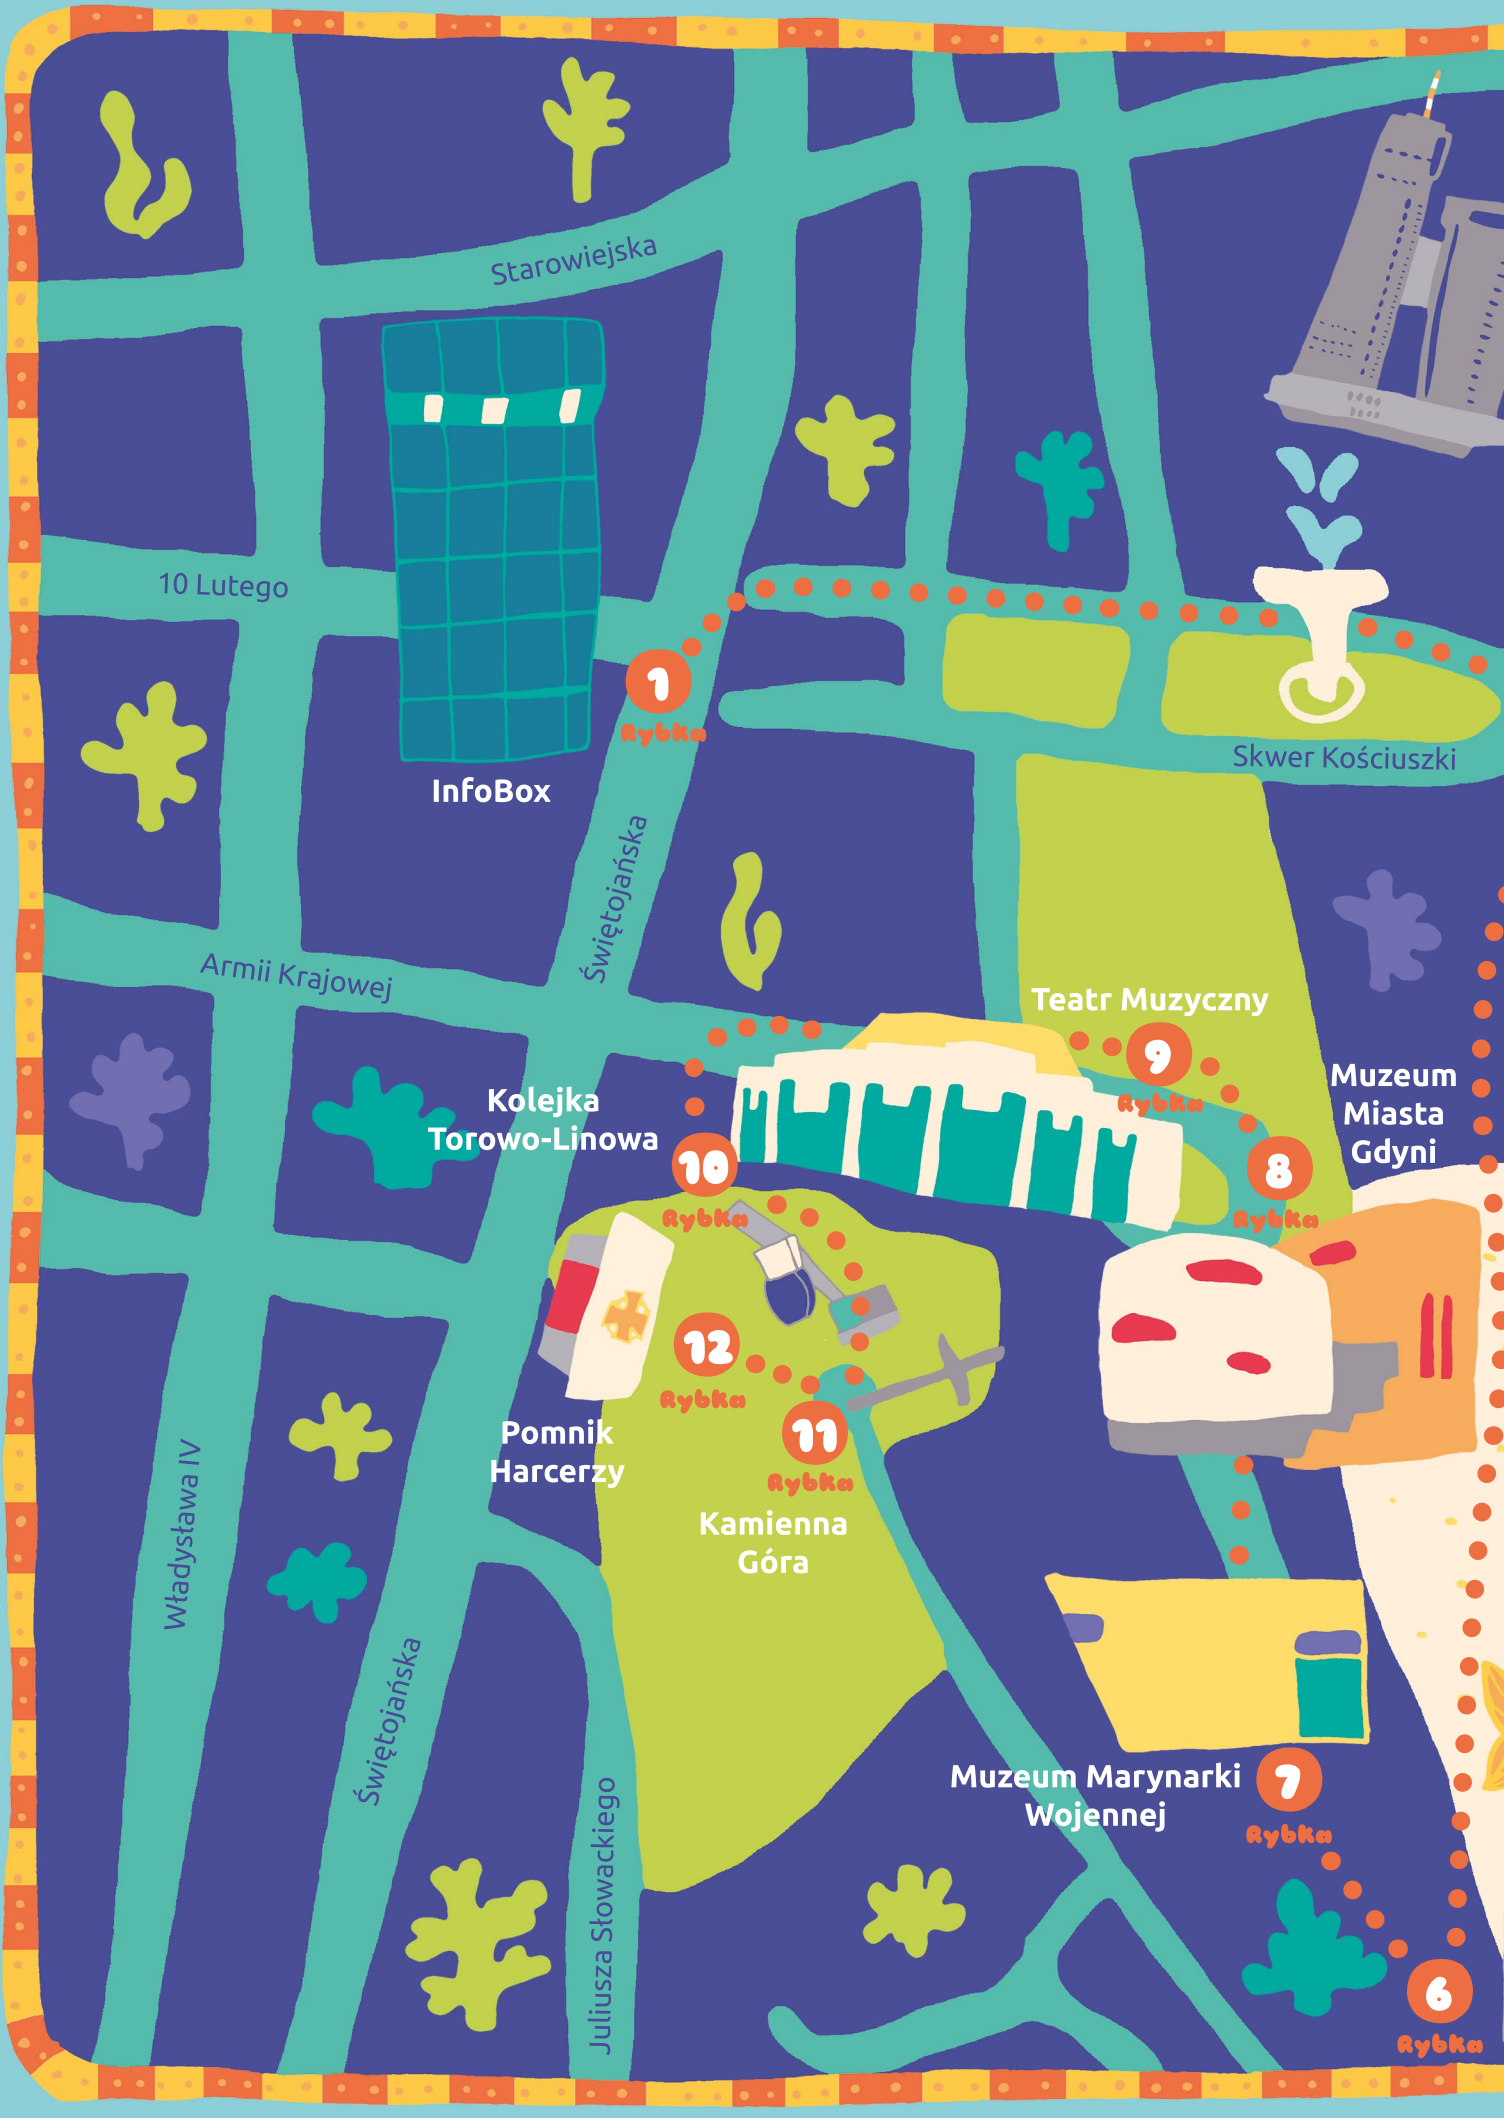 Starowiejska
10 Lutego
1
Rybka
InfoBox
Skwer Kościuszki
Świętojańska
Armii Krajowej
Teatr Muzyczny
9
Rybka
Muzeum
Miasta
Gdyni
Kolejka
Torowo-Linowa
10
Rybka
8
Rybka
12
Rybka
11
Rybka
Pomnik
Harcerzy
Kamienna
Góra
Władysława IV
Świętojańska
Juliusza Słowackiego
Muzeum Marynarki
Wojennej
7
Rybka
6
Rybka